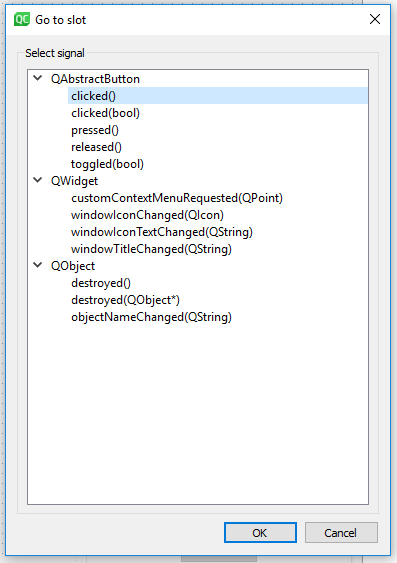 QC
Go to slot
Select signal
QAbstractButton
clicked()
clicked(bool)
pressed()
released()
toggled(bool)
QWidget
customContextMenuRequested(QPoint)
windowIconChanged(QIcon)
windowIconTextChanged(QString)
windowTitleChanged(QString)
QObject
destroyed()
destroyed(QObject*)
objectNameChanged(QString)
OK
Cancel